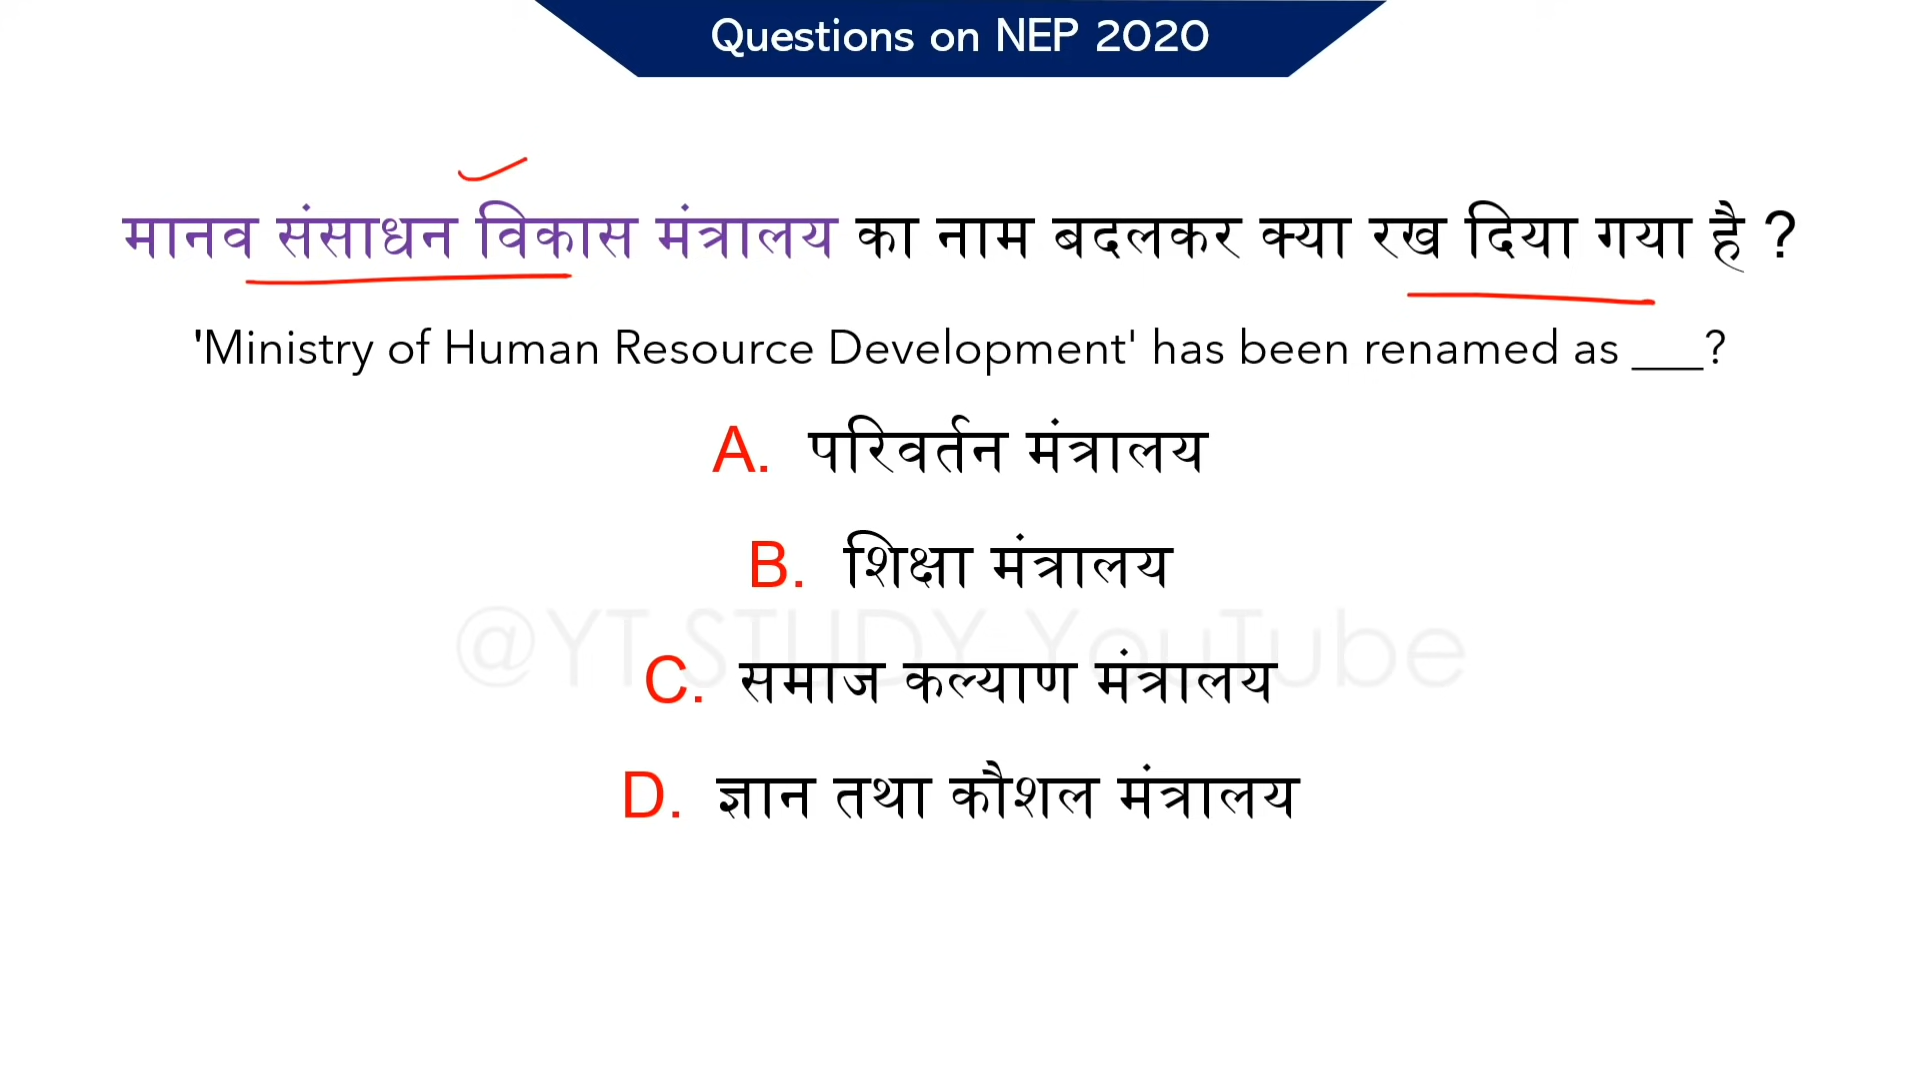 Questions on NEP 2020
मानव संसाधन विकास मंत्रालय का नाम बदलकर क्या रख दिया गया है ?
'Ministry of Human Resource Development' has been renamed as ___?
A. परिवर्तन मंत्रालय
B. शिक्षा मंत्रालय
@YT STUDY YouTube
C. समाज कल्याण मंत्रालय
D. ज्ञान तथा कौशल मंत्रालय